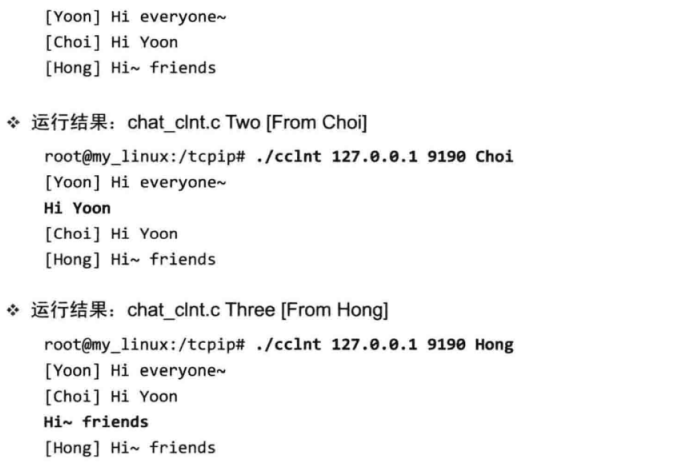 [Yoon] Hi everyone~
[Choi] Hi Yoon
[Hong] Hi~ friends
❖ 运行结果：chat_clnt.c Two [From Choi]
root@my_linux:/tcpip# ./cclnt 127.0.0.1 9190 Choi
[Yoon] Hi everyone~
Hi Yoon
[Choi] Hi Yoon
[Hong] Hi~ friends
❖ 运行结果：chat_clnt.c Three [From Hong]
root@my_linux:/tcpip# ./cclnt 127.0.0.1 9190 Hong
[Yoon] Hi everyone~
[Choi] Hi Yoon
Hi~ friends
[Hong] Hi~ friends